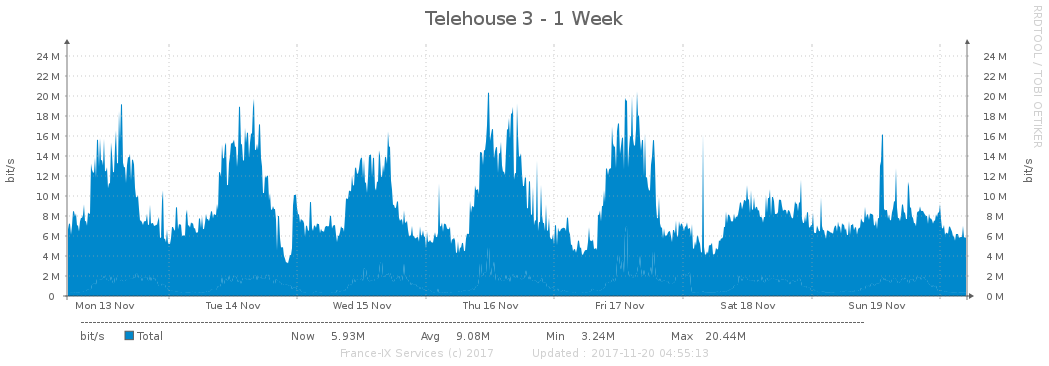 Telehouse 3 - 1 Week
RRDTOOL / TOBI OETIKER
bit/s
24 M 24 M
22 M 22 M
20 M 20 M
18 M 18 M
16 M 16 M
14 M 14 M
12 M 12 M
10 M 10 M
8 M 8 M
6 M 6 M
4 M 4 M
2 M 2 M
0 0 M
bit/s
Mon 13 Nov Tue 14 Nov Wed 15 Nov Thu 16 Nov Fri 17 Nov Sat 18 Nov Sun 19 Nov
bit/s Total Now 5.93M Avg 9.08M Min 3.24M Max 20.44M
France-IX Services (c) 2017 Updated : 2017-11-20 04:55:13